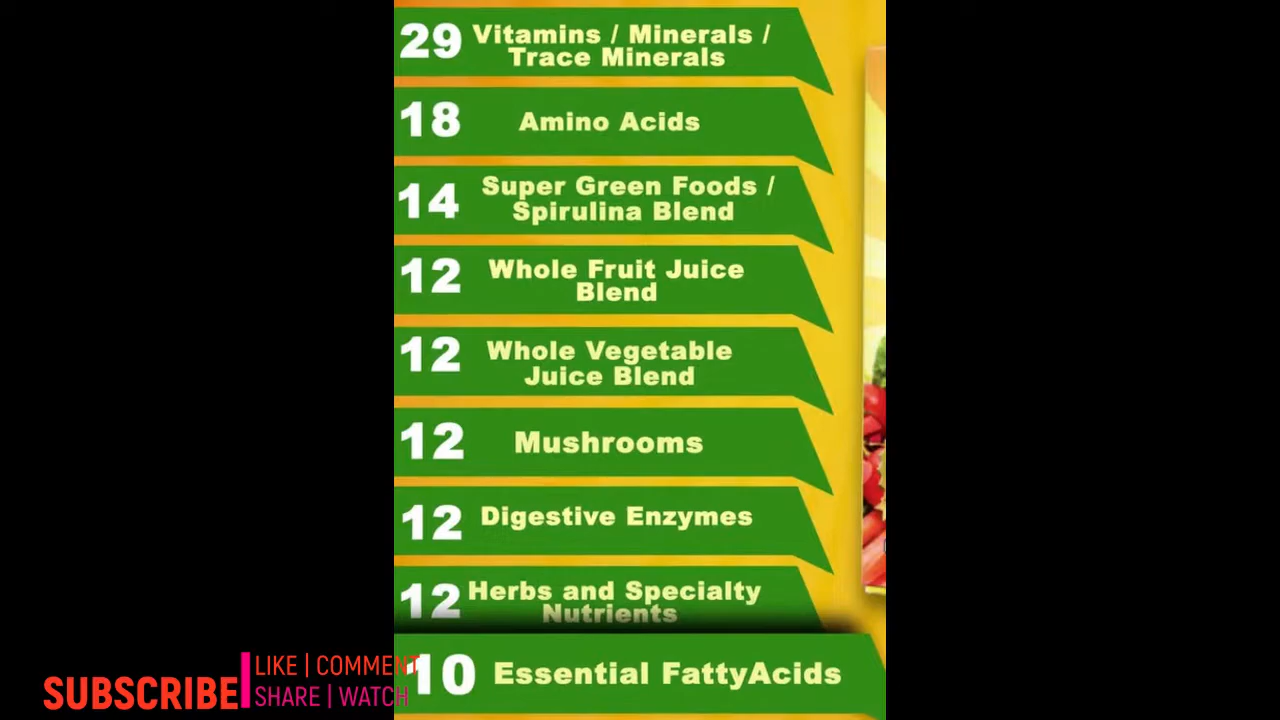 29 Vitamins / Minerals /
Trace Minerals
18 Amino Acids
14 Super Green Foods /
Spirulina Blend
12 Whole Fruit Juice
Blend
12 Whole Vegetable
Juice Blend
12 Mushrooms
12 Digestive Enzymes
12 Herbs and Specialty
Nutrients
10 Essential FattyAcids
SUBSCRIBE
LIKE | COMMENT
SHARE | WATCH